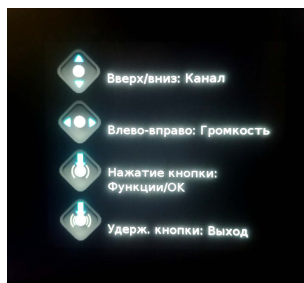 Вверх/вниз: Канал
Влево-вправо: Громкость
Нажатие кнопки:
Функции/ОК
Удерж. кнопки: Выход